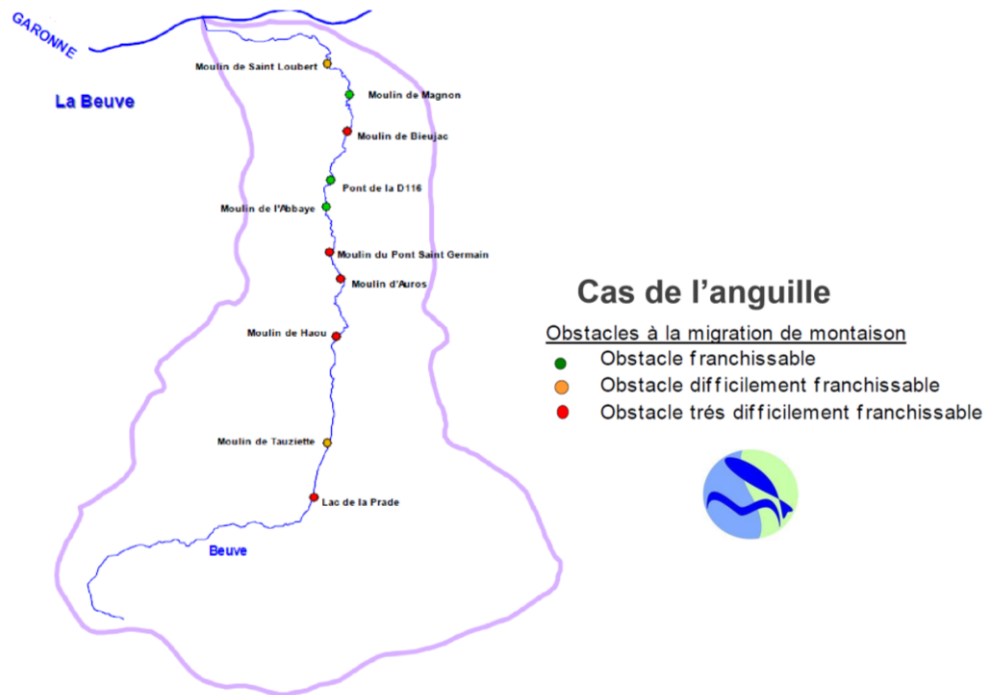 GARONNE
La Beuve
Moulin de Saint Loubert
Moulin de Magnon
Moulin de Bieujac
Pont de la D116
Moulin de l'Abbaye
Moulin du Pont Saint Germain
Moulin d'Auros
Moulin de Haou
Moulin de Tauziette
Lac de la Prade
Beuve
Cas de l'anguille
Obstacles à la migration de montaison
Obstacle franchissable
Obstacle difficilement franchissable
Obstacle trés difficilement franchissable